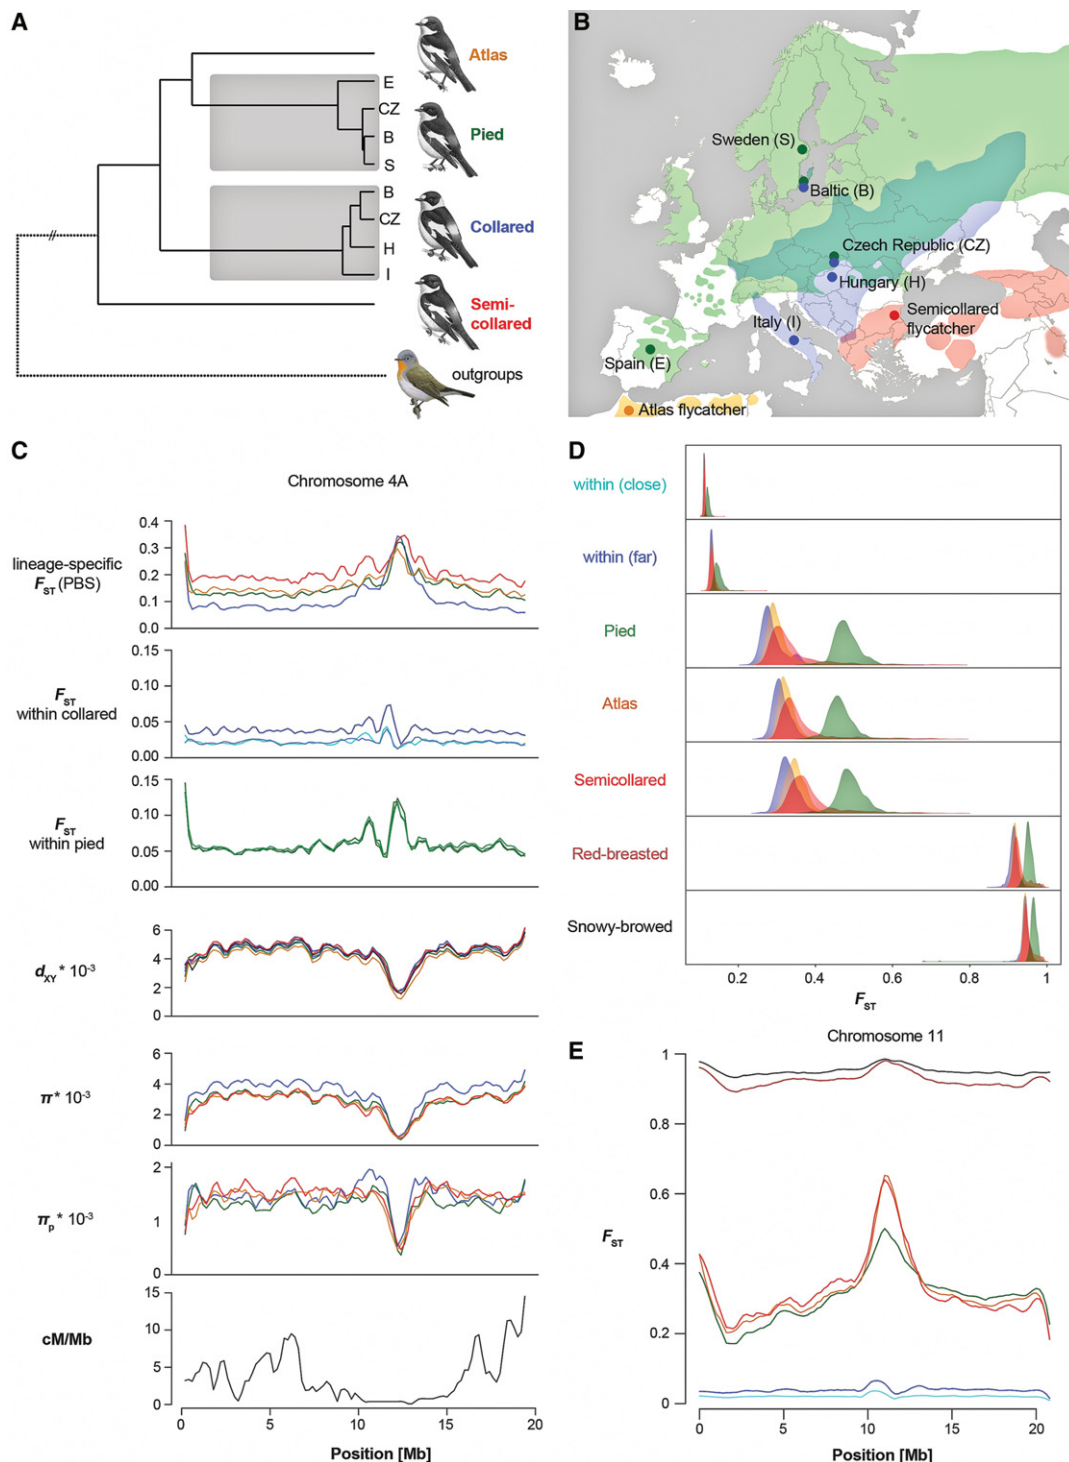 A
Atlas
E
CZ
Pied
B
S
B
CZ
Collared
H
I
Semi-
collared
outgroups
B
Sweden (S)
Baltic (B)
Czech Republic (CZ)
Hungary (H)
Semicollared
flycatcher
Italy (I)
Spain (E)
Atlas flycatcher
C
Chromosome 4A
lineage-specific
FST (PBS)
0.4
0.3
0.2
0.1
0.0
FST
within collared
0.15
0.10
0.05
0.00
FST
within pied
0.15
0.10
0.05
0.00
dXY * 10-3
6
4
2
0
π * 10-3
6
4
2
0
πp * 10-3
2
1
0
cM/Mb
15
10
5
0
0 5 10 15 20
Position [Mb]
D
within (close)
within (far)
Pied
Atlas
Semicollared
Red-breasted
Snowy-browed
0.2 0.4 0.6 0.8 1
FST
E
Chromosome 11
1
0.8
0.6
FST
0.4
0.2
0
0 5 10 15 20
Position [Mb]